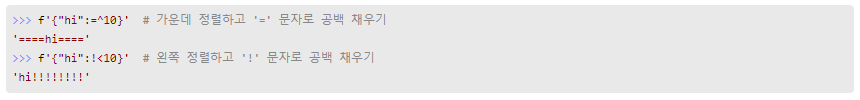 >>> f'{"hi":=^10}'  # 가운데 정렬하고 '=' 문자로 공백 채우기
'====hi===='
>>> f'{"hi":!<10}'  # 왼쪽 정렬하고 '!' 문자로 공백 채우기
'hi!!!!!!!!'